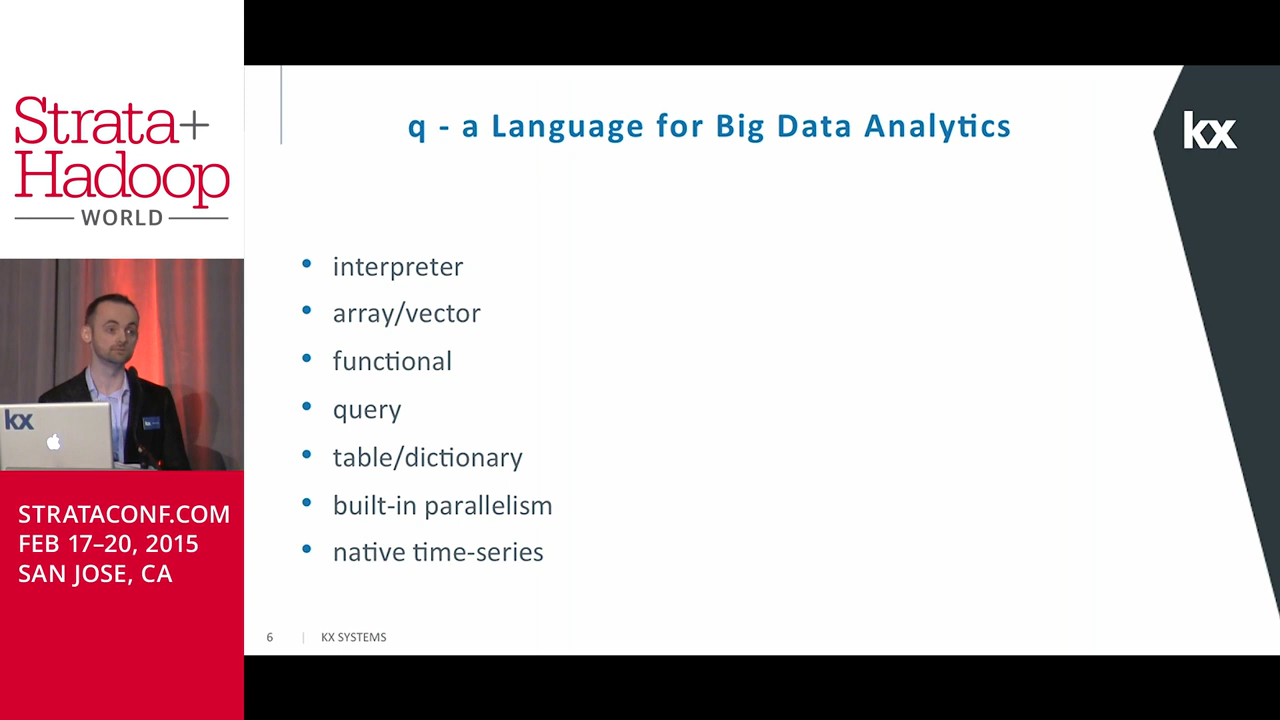 Strata+
Hadoop
WORLD
kx
STRATACONF.COM
FEB 17–20, 2015
SAN JOSE, CA
q - a Language for Big Data Analytics
kx
• interpreter
• array/vector
• functional
• query
• table/dictionary
• built-in parallelism
• native time-series
6 | KX SYSTEMS